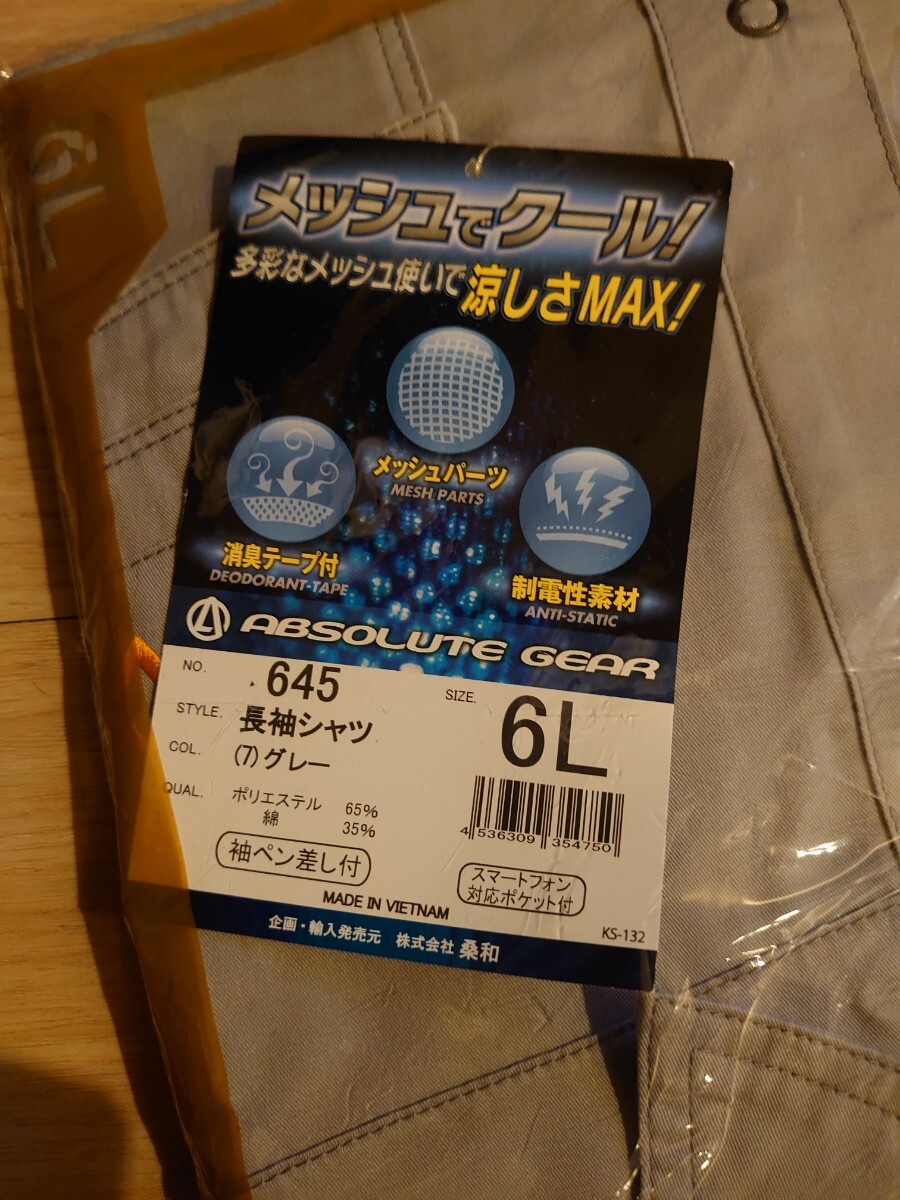 6L
メッシュでクール!
多彩なメッシュ使いで涼しさMAX!
メッシュパーツ
MESH PARTS
消臭テープ付
DEODORANT-TAPE
制電性素材
ANTI-STATIC
ABSOLUTE GEAR
NO. 645
SIZE. 6L
STYLE. 長袖シャツ
COL. (7)グレー
QUAL. ポリエステル 65%
綿 35%
4 536309 354750
袖ペン差し付
スマートフォン
対応ポケット付
MADE IN VIETNAM
KS-132
企画・輸入発売元 株式会社 桑和